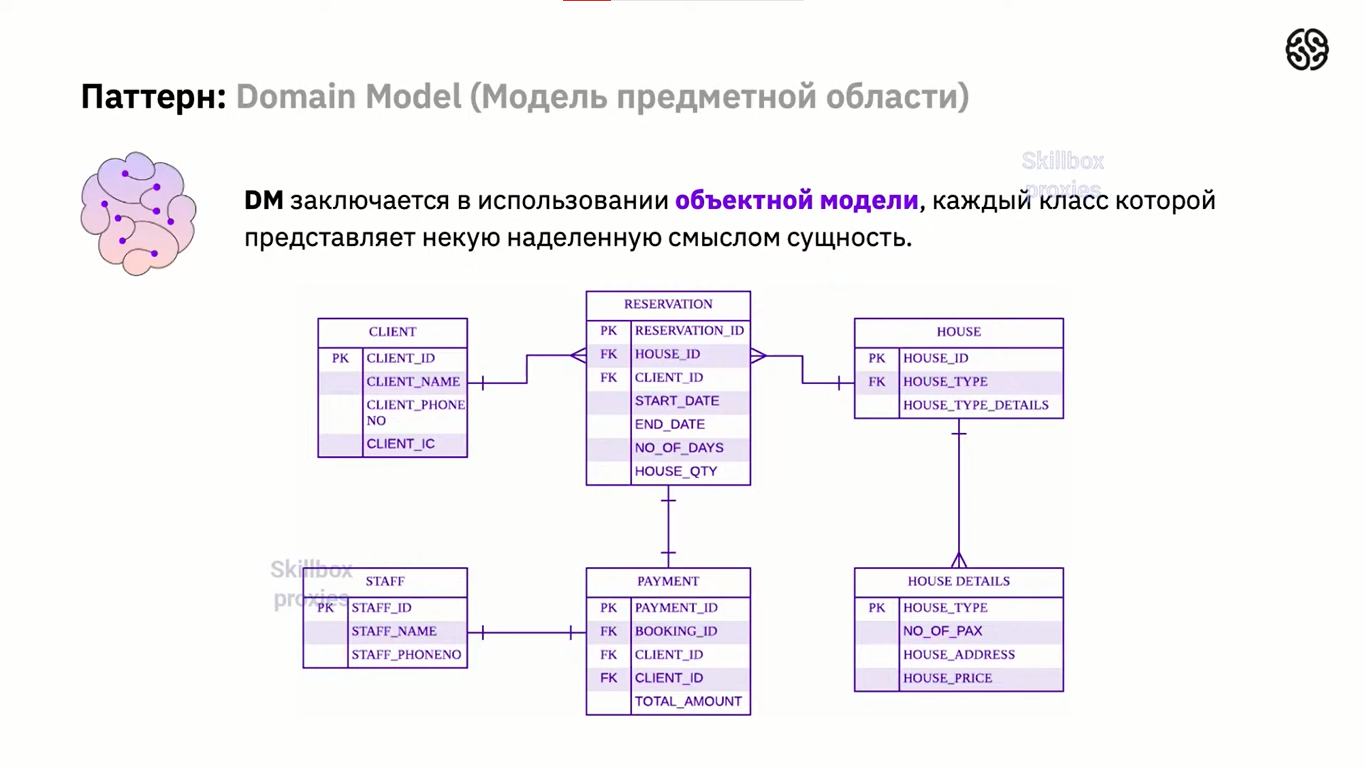 Паттерн: Domain Model (Модель предметной области)
Skillbox
proxies
DM заключается в использовании объектной модели, каждый класс которой
представляет некую наделенную смыслом сущность.
CLIENT
PK CLIENT_ID
CLIENT_NAME
CLIENT_PHONE
NO
CLIENT_IC
RESERVATION
PK RESERVATION_ID
FK HOUSE_ID
FK CLIENT_ID
START_DATE
END_DATE
NO_OF_DAYS
HOUSE_QTY
HOUSE
PK HOUSE_ID
FK HOUSE_TYPE
HOUSE_TYPE_DETAILS
Skillbox
proxies
STAFF
PK STAFF_ID
STAFF_NAME
STAFF_PHONENO
PAYMENT
PK PAYMENT_ID
FK BOOKING_ID
FK CLIENT_ID
FK CLIENT_ID
TOTAL_AMOUNT
HOUSE DETAILS
PK HOUSE_TYPE
NO_OF_PAX
HOUSE_ADDRESS
HOUSE_PRICE